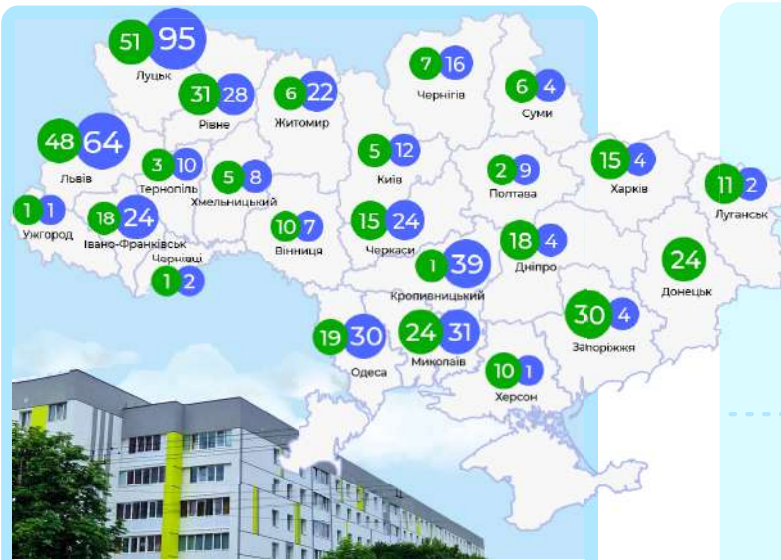 51 95
Луцьк
31 28
Рівне
6 22
Житомир
7 16
Чернігів
6 4
Суми
48 64
Львів
3 10
Тернопіль
5 8
Хмельницький
5 12
Київ
2 9
Полтава
15 4
Харків
11 2
Луганськ
1 1
Ужгород
18 24
Івано-Франківськ
1 2
Чернівці
10 7
Вінниця
15 24
Черкаси
1 39
Кропивницький
18 4
Дніпро
24
Донецьк
19 30
Одеса
24 31
Миколаїв
30 4
Запоріжжя
10 1
Херсон